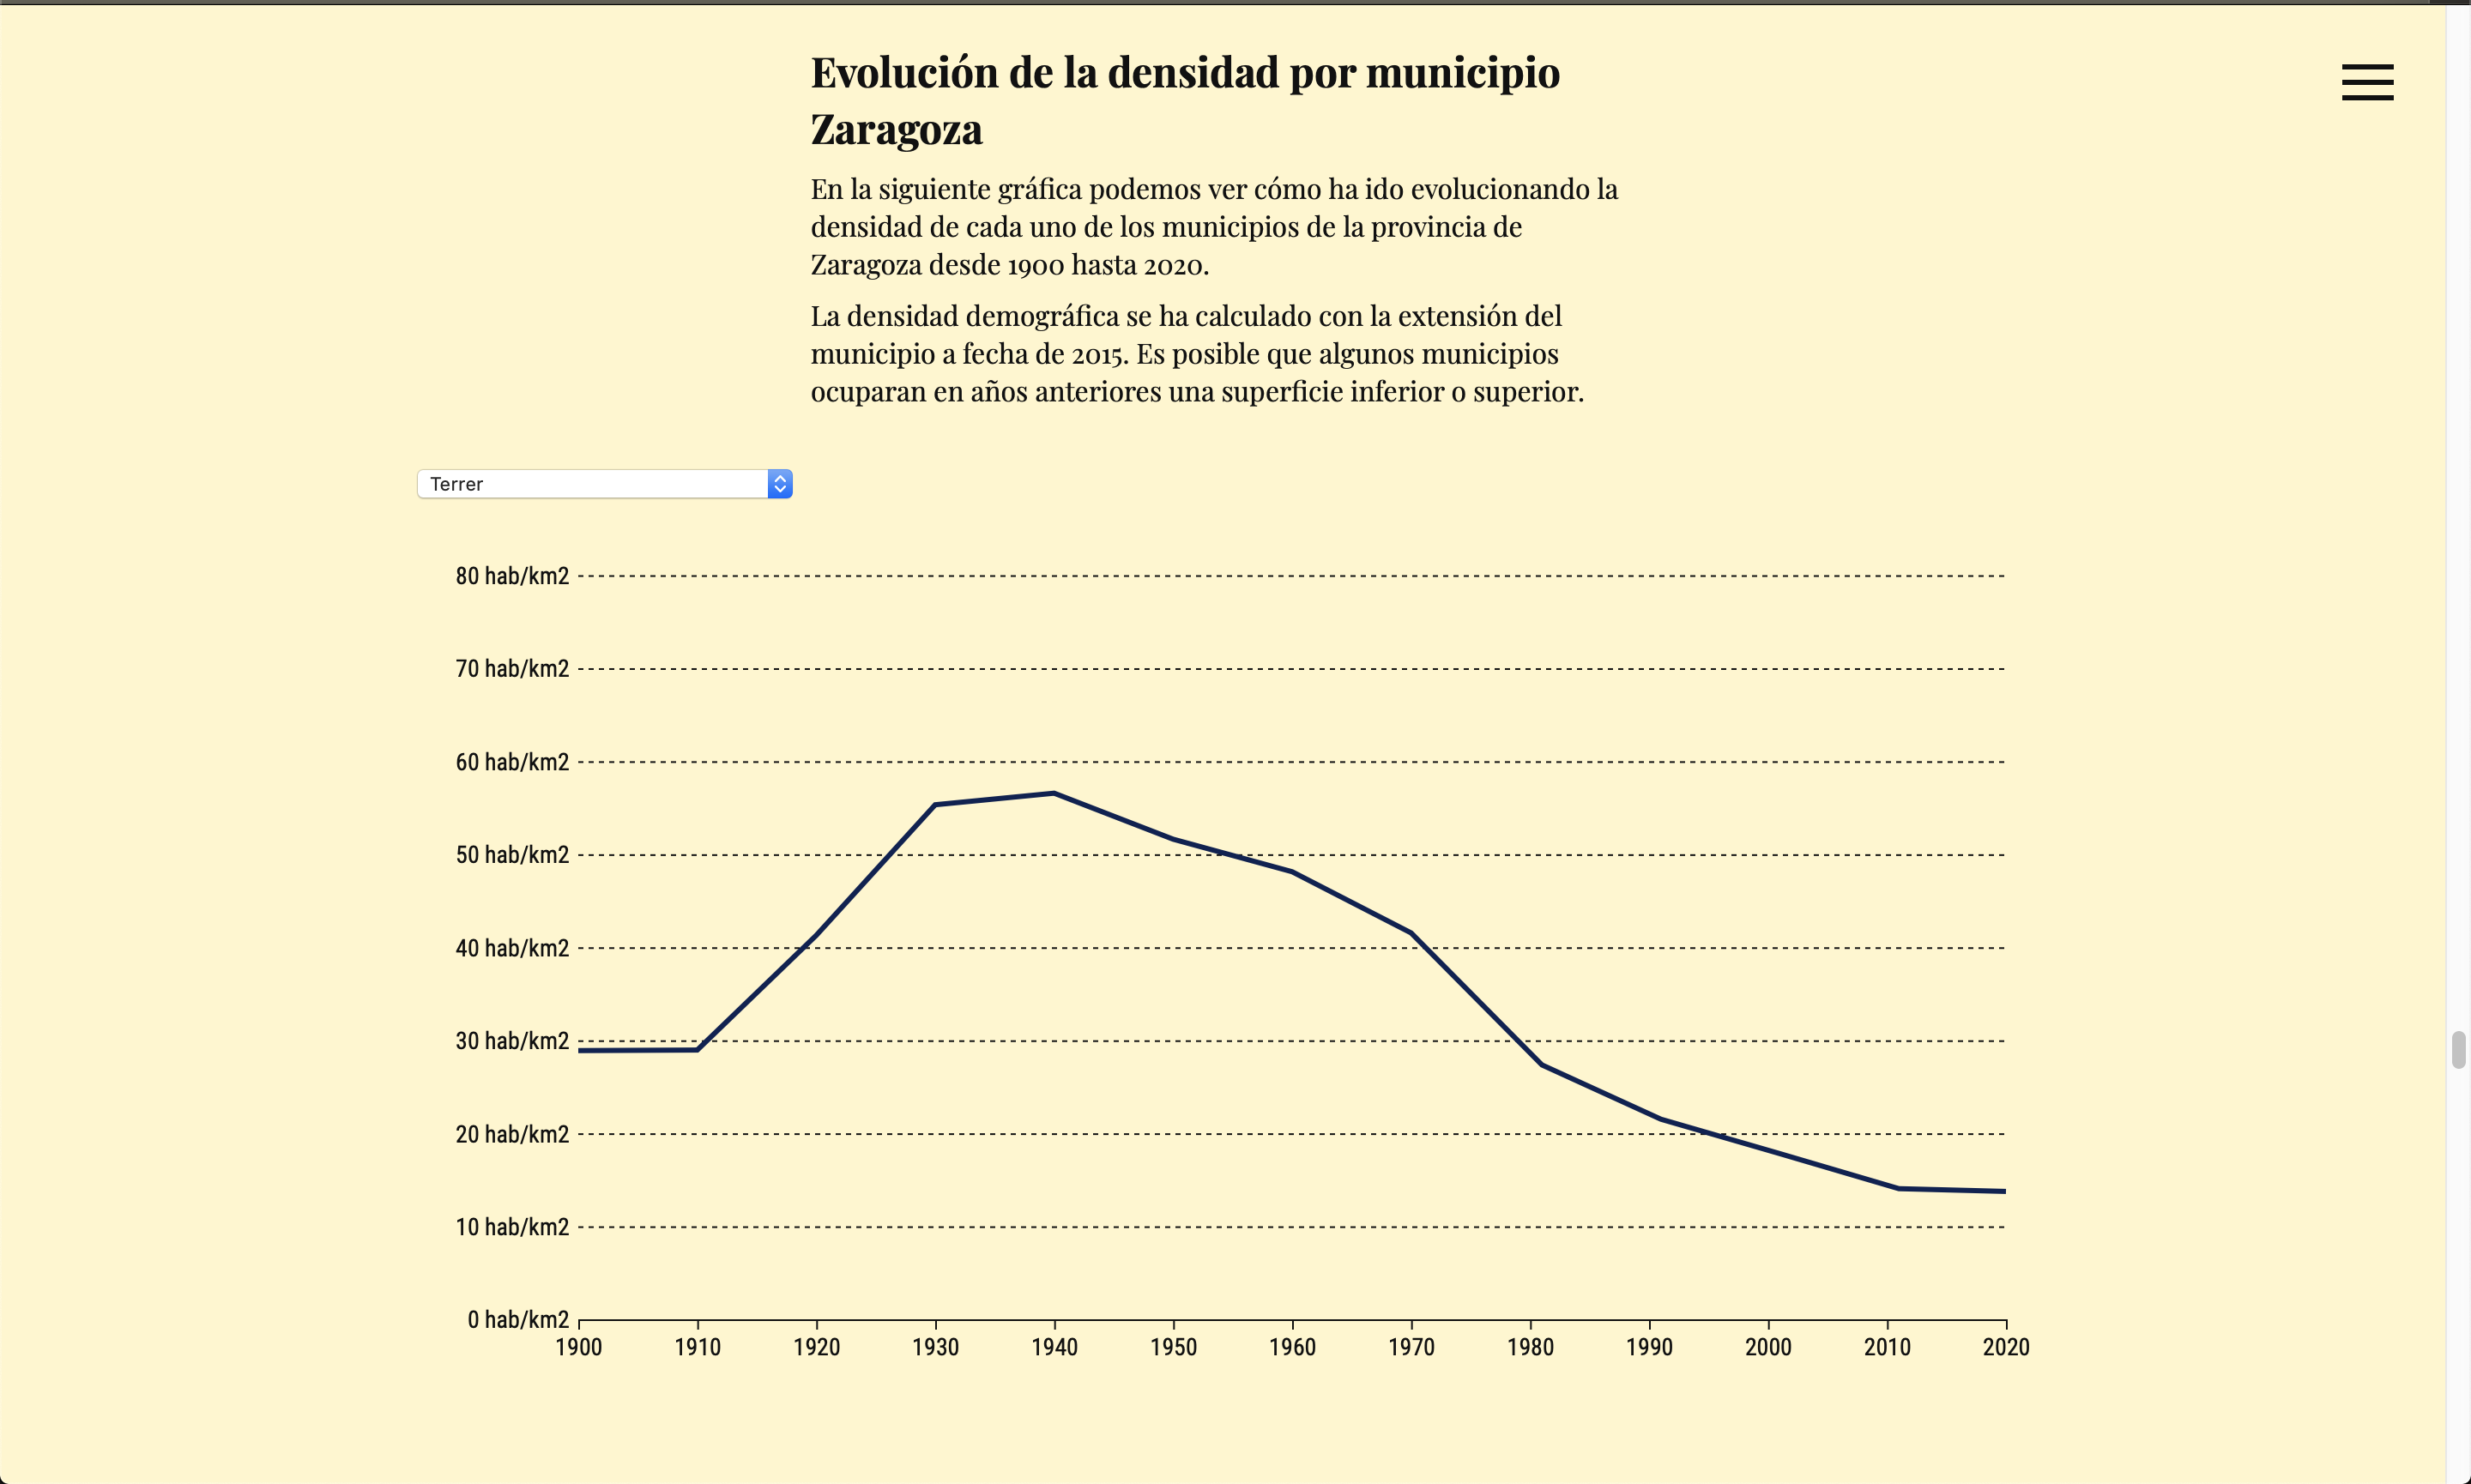 Evolución de la densidad por municipio
Zaragoza
En la siguiente gráfica podemos ver cómo ha ido evolucionando la
densidad de cada uno de los municipios de la provincia de
Zaragoza desde 1900 hasta 2020.
La densidad demográfica se ha calculado con la extensión del
municipio a fecha de 2015. Es posible que algunos municipios
ocuparan en años anteriores una superficie inferior o superior.
Terrer
80 hab/km2
70 hab/km2
60 hab/km2
50 hab/km2
40 hab/km2
30 hab/km2
20 hab/km2
10 hab/km2
0 hab/km2
1900 1910 1920 1930 1940 1950 1960 1970 1980 1990 2000 2010 2020